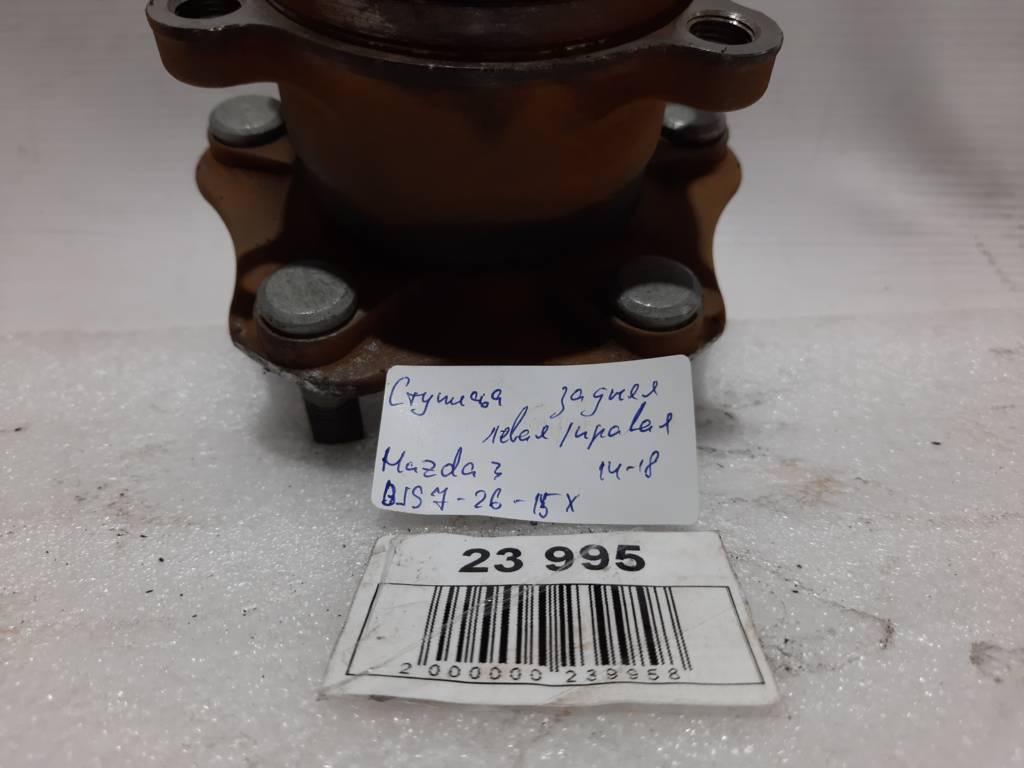 Ступица задняя
левая/правая
Mazda 3 14-18
BJS7-26-15X
23 995
2 000000 239958